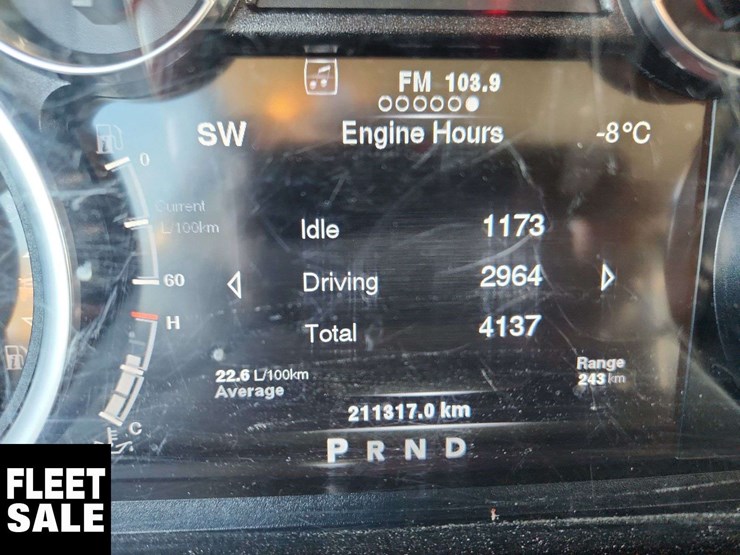 FM 103.9
SW Engine Hours -8°C
0
Current
L/100km
Idle 1173
60 Driving 2964
H
Total 4137
22.6 L/100km
Average
Range
243 km
211317.0 km
C
P R N D
FLEET
SALE